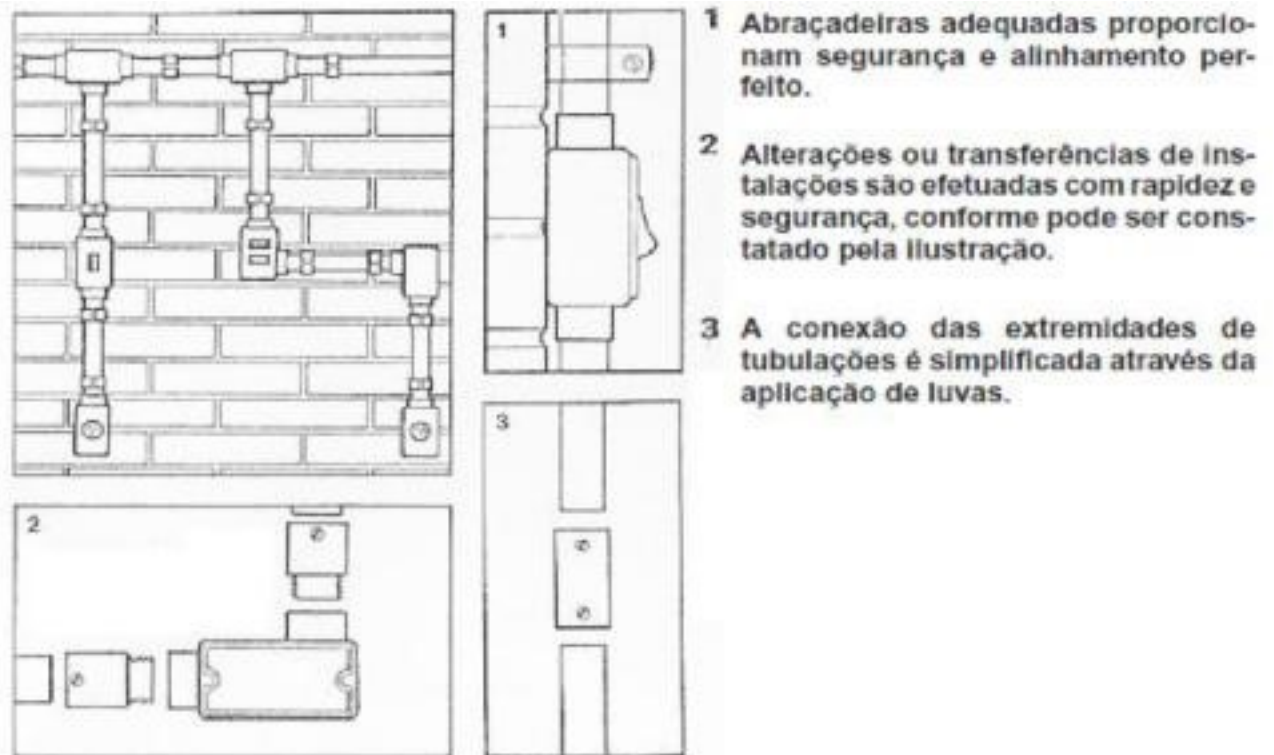 1
1 Abraçadeiras adequadas proporcio-
nam segurança e alinhamento per-
feito.
2 Alterações ou transferências de ins-
talações são efetuadas com rapidez e
segurança, conforme pode ser cons-
tatado pela ilustração.
3 A conexão das extremidades de
tubulações é simplificada através da
aplicação de luvas.
3
2